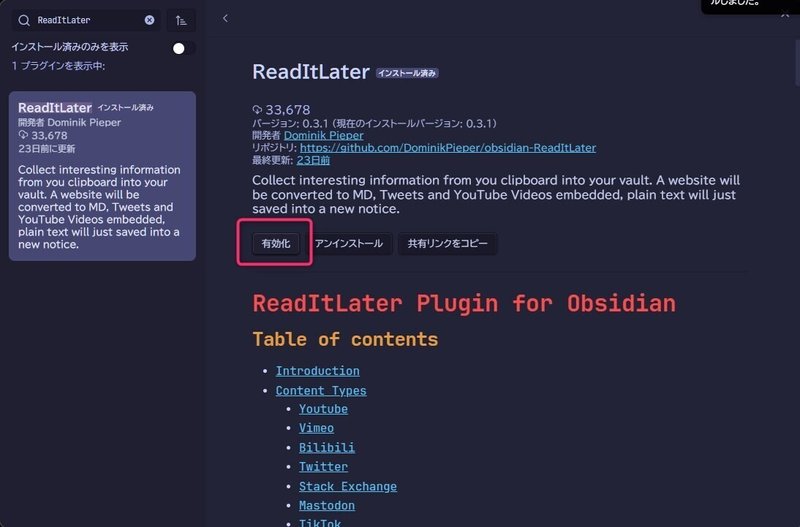 ReadItLater
インストール済みのみを表示
1 プラグインを表示中:
ReadItLater インストール済み
開発者 Dominik Pieper
33,678
23日前に更新
Collect interesting information
from you clipboard into your
vault. A website will be
converted to MD, Tweets and
YouTube Videos embedded,
plain text will just saved into a
new notice.
ルしました。
ReadItLater インストール済み
33,678
バージョン: 0.3.1 (現在のインストールバージョン: 0.3.1)
開発者 Dominik Pieper
リポジトリ: https://github.com/DominikPieper/obsidian-ReadItLater
最終更新: 23日前
Collect interesting information from you clipboard into your vault. A website will
be converted to MD, Tweets and YouTube Videos embedded, plain text will just
saved into a new notice.
有効化
アンインストール
共有リンクをコピー
ReadItLater Plugin for Obsidian
Table of contents
Introduction
Content Types
Youtube
Vimeo
Bilibili
Twitter
Stack Exchange
Mastodon
TikTok